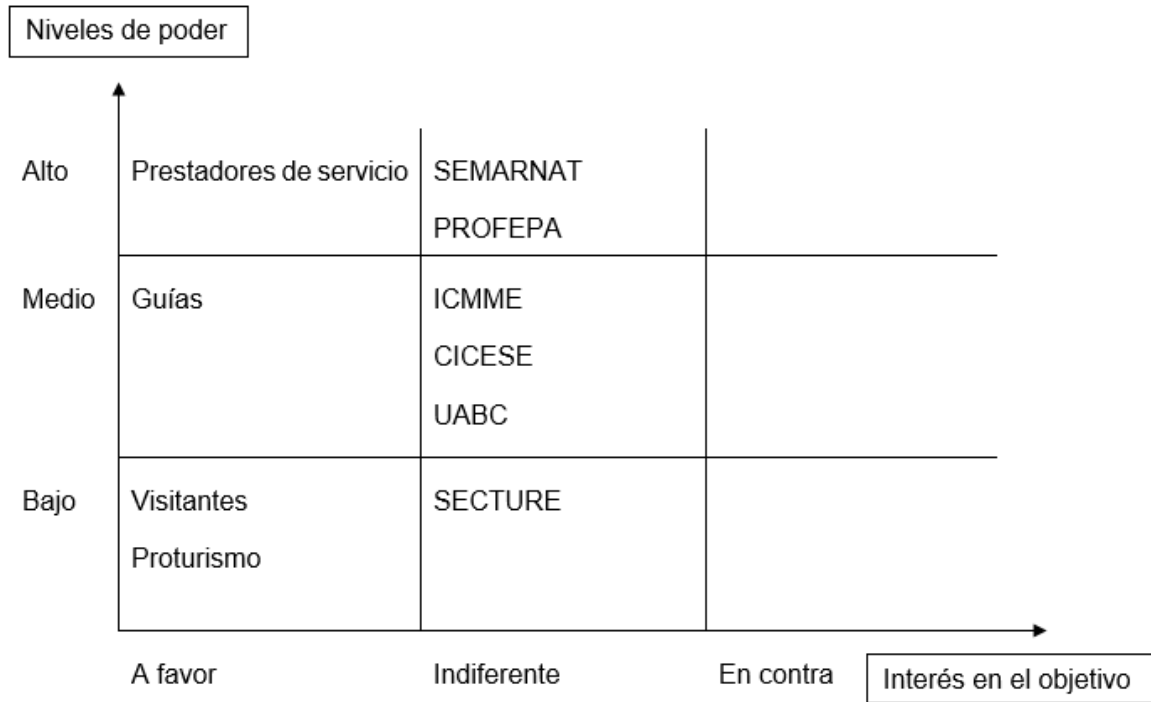 Niveles de poder
Alto
Prestadores de servicio
SEMARNAT
PROFEPA
Medio
Guías
ICMME
CICESE
UABC
Bajo
Visitantes
SECTURE
Proturismo
A favor
Indiferente
En contra
Interés en el objetivo